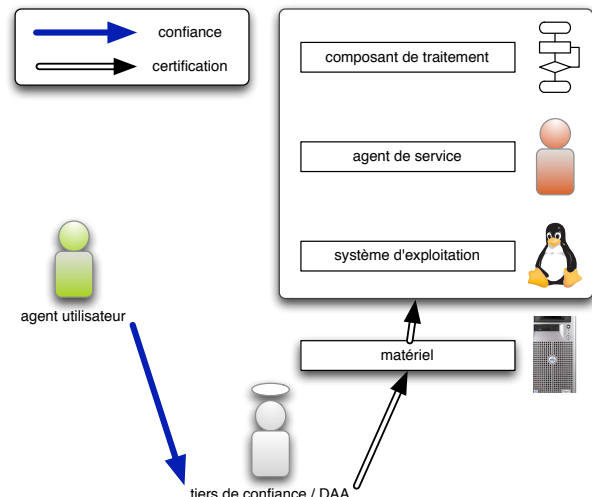 confiance
certification
composant de traitement
agent de service
système d'exploitation
agent utilisateur
matériel
tiers de confiance / DAA